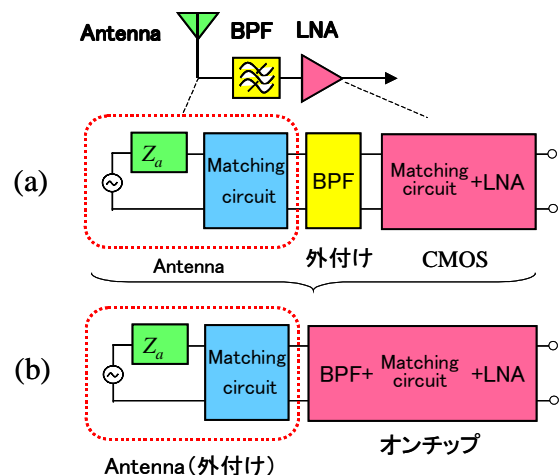 Antenna BPF LNA
(a)
Za
Matching
circuit
BPF
Matching
circuit
+LNA
Antenna
外付け
CMOS
(b)
Za
Matching
circuit
BPF+
Matching
circuit
+LNA
オンチップ
Antenna(外付け)